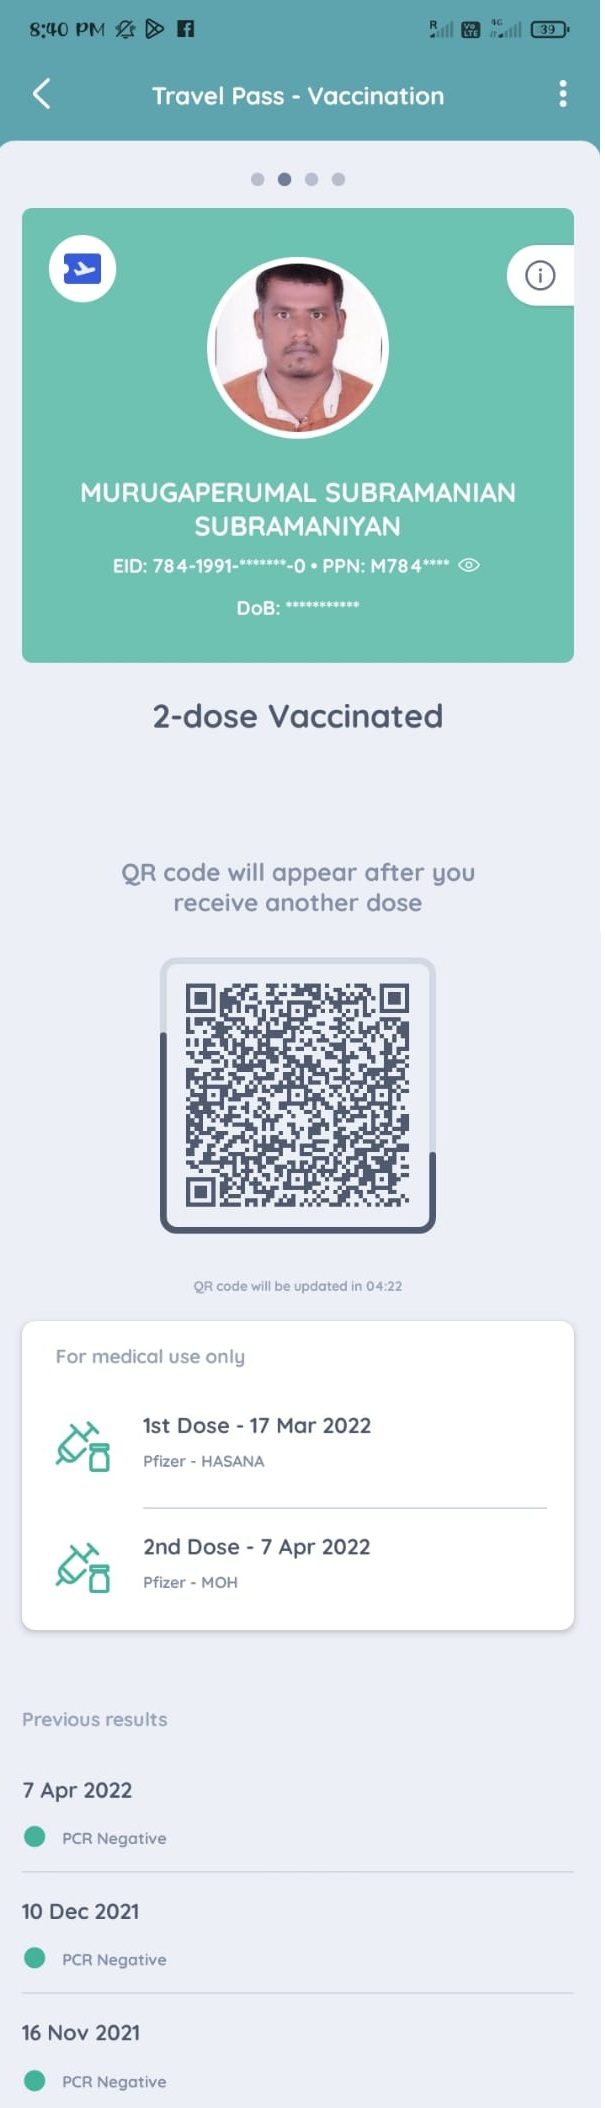 8:40 PM
R
Vo
LTE
4G
39
Travel Pass - Vaccination
MURUGAPERUMAL SUBRAMANIAN
SUBRAMANIYAN
EID: 784-1991-*******-0 • PPN: M784****
DoB: ***********
2-dose Vaccinated
QR code will appear after you
receive another dose
QR code will be updated in 04:22
For medical use only
1st Dose - 17 Mar 2022
Pfizer - HASANA
2nd Dose - 7 Apr 2022
Pfizer - MOH
Previous results
7 Apr 2022
PCR Negative
10 Dec 2021
PCR Negative
16 Nov 2021
PCR Negative